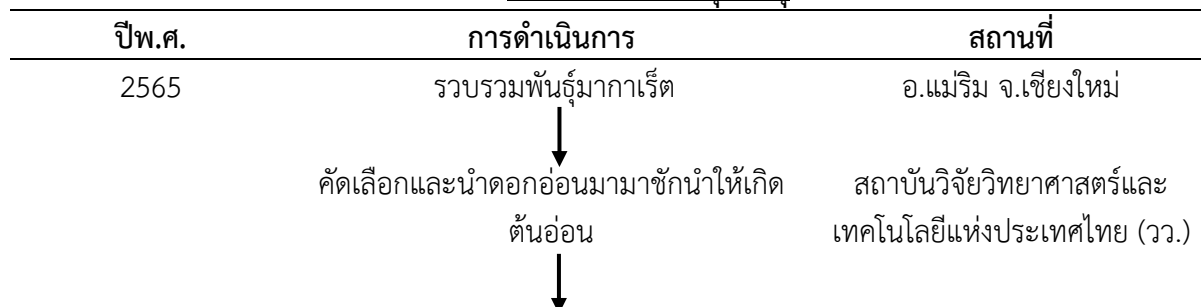 ปีพ.ศ. การดำเนินการ สถานที่
2565 รวบรวมพันธุ์มากาเร็ต อ.แม่ริม จ.เชียงใหม่
คัดเลือกและนำดอกอ่อนมามาชักนำให้เกิด สถาบันวิจัยวิทยาศาสตร์และ
ต้นอ่อน เทคโนโลยีแห่งประเทศไทย (วว.)